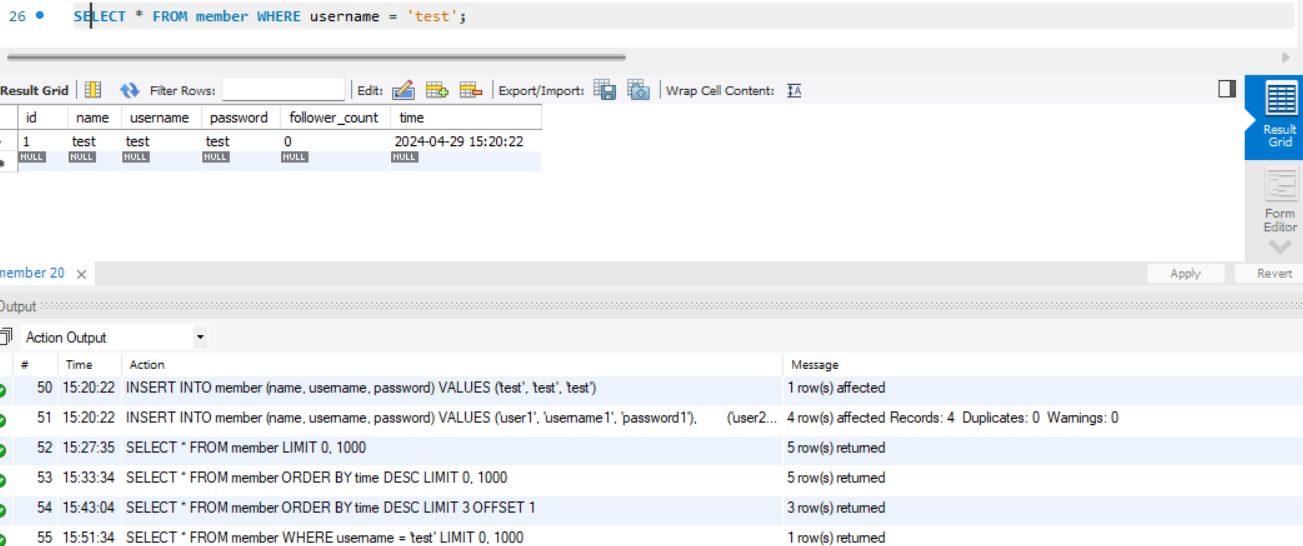 26 SELECT * FROM member WHERE username = 'test';
Result Grid Filter Rows: Edit: Export/Import: Wrap Cell Content: IA
id name username password follower_count time
1 test test test 0 2024-04-29 15:20:22
NULL NULL NULL NULL NULL NULL
Result
Grid
Form
Editor
member 20 Apply Revert
Output
Action Output
# Time Action Message
50 15:20:22 INSERT INTO member (name, username, password) VALUES ('test', 'test', 'test') 1 row(s) affected
51 15:20:22 INSERT INTO member (name, username, password) VALUES ('user1', 'username1', 'password1'), ('user2... 4 row(s) affected Records: 4 Duplicates: 0 Warnings: 0
52 15:27:35 SELECT * FROM member LIMIT 0, 1000 5 row(s) returned
53 15:33:34 SELECT * FROM member ORDER BY time DESC LIMIT 0, 1000 5 row(s) returned
54 15:43:04 SELECT * FROM member ORDER BY time DESC LIMIT 3 OFFSET 1 3 row(s) returned
55 15:51:34 SELECT * FROM member WHERE username = 'test' LIMIT 0, 1000 1 row(s) returned